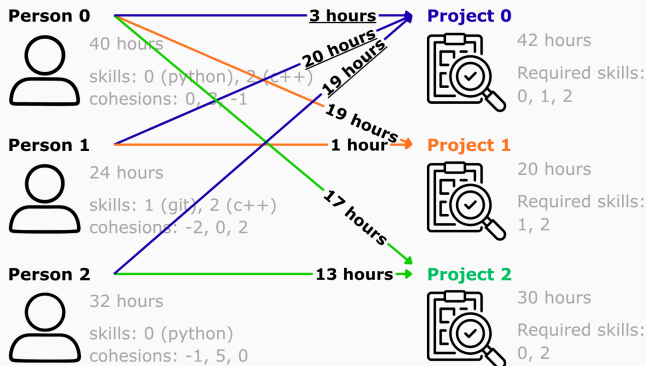 Person 0
40 hours
skills: 0 (python), 2 (c++)
cohesions: 0, 3, -1
3 hours
20 hours
19 hours
19 hours
Project 0
42 hours
Required skills:
0, 1, 2
Person 1
24 hours
skills: 1 (git), 2 (c++)
cohesions: -2, 0, 2
1 hour
17 hours
Project 1
20 hours
Required skills:
1, 2
Person 2
32 hours
skills: 0 (python)
cohesions: -1, 5, 0
13 hours
Project 2
30 hours
Required skills:
0, 2